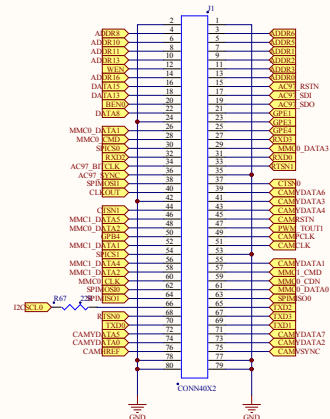 J1
ADDR8 2 1
ADDR10 4 3 ADDR6
ADDR11 6 5 ADDR5
ADDR13 8 7 ADDR1
ADDR12 10 9 ADDR2
WEN 12 11 ADDR3
ADDR16 14 13 ADDR0
DATA15 16 15 AC97_RSTN
DATA13 18 17 AC97_SDI
BEN0 20 19 AC97_SDO
DATA8 22 21 GPE1
24 23 GPE3
MMC0_DATA1 26 25 GPE4
MMC0_CMD 28 27 RXD3
SPICS0 30 29 MMC0_DATA3
RXD2 32 31 RXD0
AC97_BITCLK 34 33 RTSN1
AC97_SYNC 36 35
SPIMOSI1 38 37 CTSN0
CLKOUT 40 39 CAMYDATA6
42 41 CAMYDATA3
CTSN1 44 43 CAMYDATA4
MMC1_DATA5 46 45 CAMRSTN
MMC0_DATA2 48 47 PWM_TOUT1
GPB4 50 49 CAMPCLK
MMC1_DATA1 52 51 CAMCLK
SPICS1 54 53
MMC1_DATA4 56 55 CAMYDATA1
MMC1_DATA2 58 57 MMC1_CMD
MMC0_CLK 60 59 MMC0_CDN
SPIMOSI0 62 61 MMC0_DATA0
I2CSCL0 R67 22R SPIMISO1 64 63 SPIMISO0
66 65 TXD2
RTSN0 68 67 TXD3
TXD0 70 69 TXD1
CAMYDATA5 72 71 CAMYDATA7
CAMYDATA0 74 73 CAMYDATA2
CAMHREF 76 75 CAMVSYNC
78 77
80 79
CONN40X2
GND GND